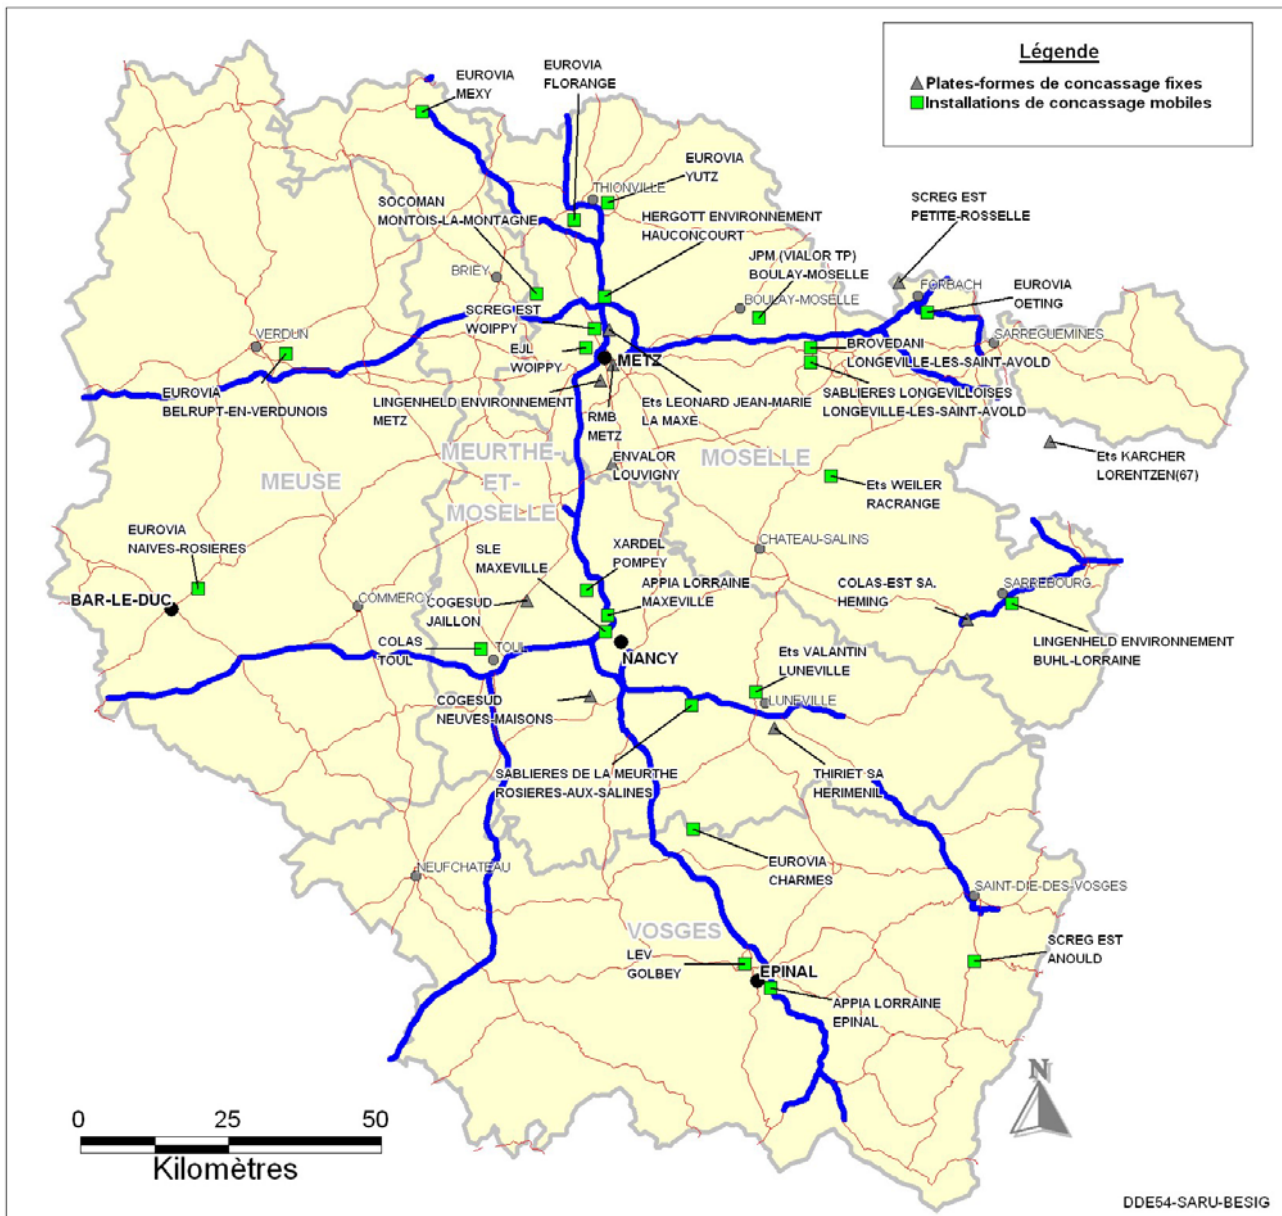 Légende
Plates-formes de concassage fixes
Installations de concassage mobiles
EUROVIA
MEXY
EUROVIA
FLORANGE
EUROVIA
YUTZ
THIONVILLE
SOCOMAN
MONTOIS-LA-MONTAGNE
HERGOTT ENVIRONNEMENT
HAUCONCOURT
SCREG EST
PETITE-ROSSELLE
JPM (VIALOR TP)
BOULAY-MOSELLE
BRIEY
BOULAY-MOSELLE
FORBACH
EUROVIA
OETING
SCREG EST
WOIPPY
VERDUN
SARREGUEMINES
EJL
WOIPPY
METZ
BROVEDANI
LONGEVILLE-LES-SAINT-AVOLD
EUROVIA
BELRUPT-EN-VERDUNOIS
LINGENHELD ENVIRONNEMENT
METZ
RMB
METZ
Ets LEONARD JEAN-MARIE
LA MAXE
SABLIERES LONGEVILLOISES
LONGEVILLE-LES-SAINT-AVOLD
MEURTHE-
ET-
MOSELLE
ENVALOR
LOUVIGNY
MOSELLE
Ets KARCHER
LORENTZEN(67)
MEUSE
Ets WEILER
RACRANGE
EUROVIA
NAIVES-ROSIERES
SLE
MAXEVILLE
XARDEL
POMPEY
CHATEAU-SALINS
APPIA LORRAINE
MAXEVILLE
COLAS-EST SA.
HEMING
SARREBOURG
BAR-LE-DUC
COMMERCY
COGESUD
JAILLON
COLAS
TOUL
TOUL
NANCY
Ets VALANTIN
LUNEVILLE
LINGENHELD ENVIRONNEMENT
BUHL-LORRAINE
COGESUD
NEUVES-MAISONS
LUNEVILLE
SABLIERES DE LA MEURTHE
ROSIERES-AUX-SALINES
THIRIET SA
HERIMENIL
NEUFCHATEAU
EUROVIA
CHARMES
SAINT-DIE-DES-VOSGES
VOSGES
LEV
GOLBEY
EPINAL
SCREG EST
ANOULD
APPIA LORRAINE
EPINAL
N
0 25 50
Kilomètres
DDE54-SARU-BESIG